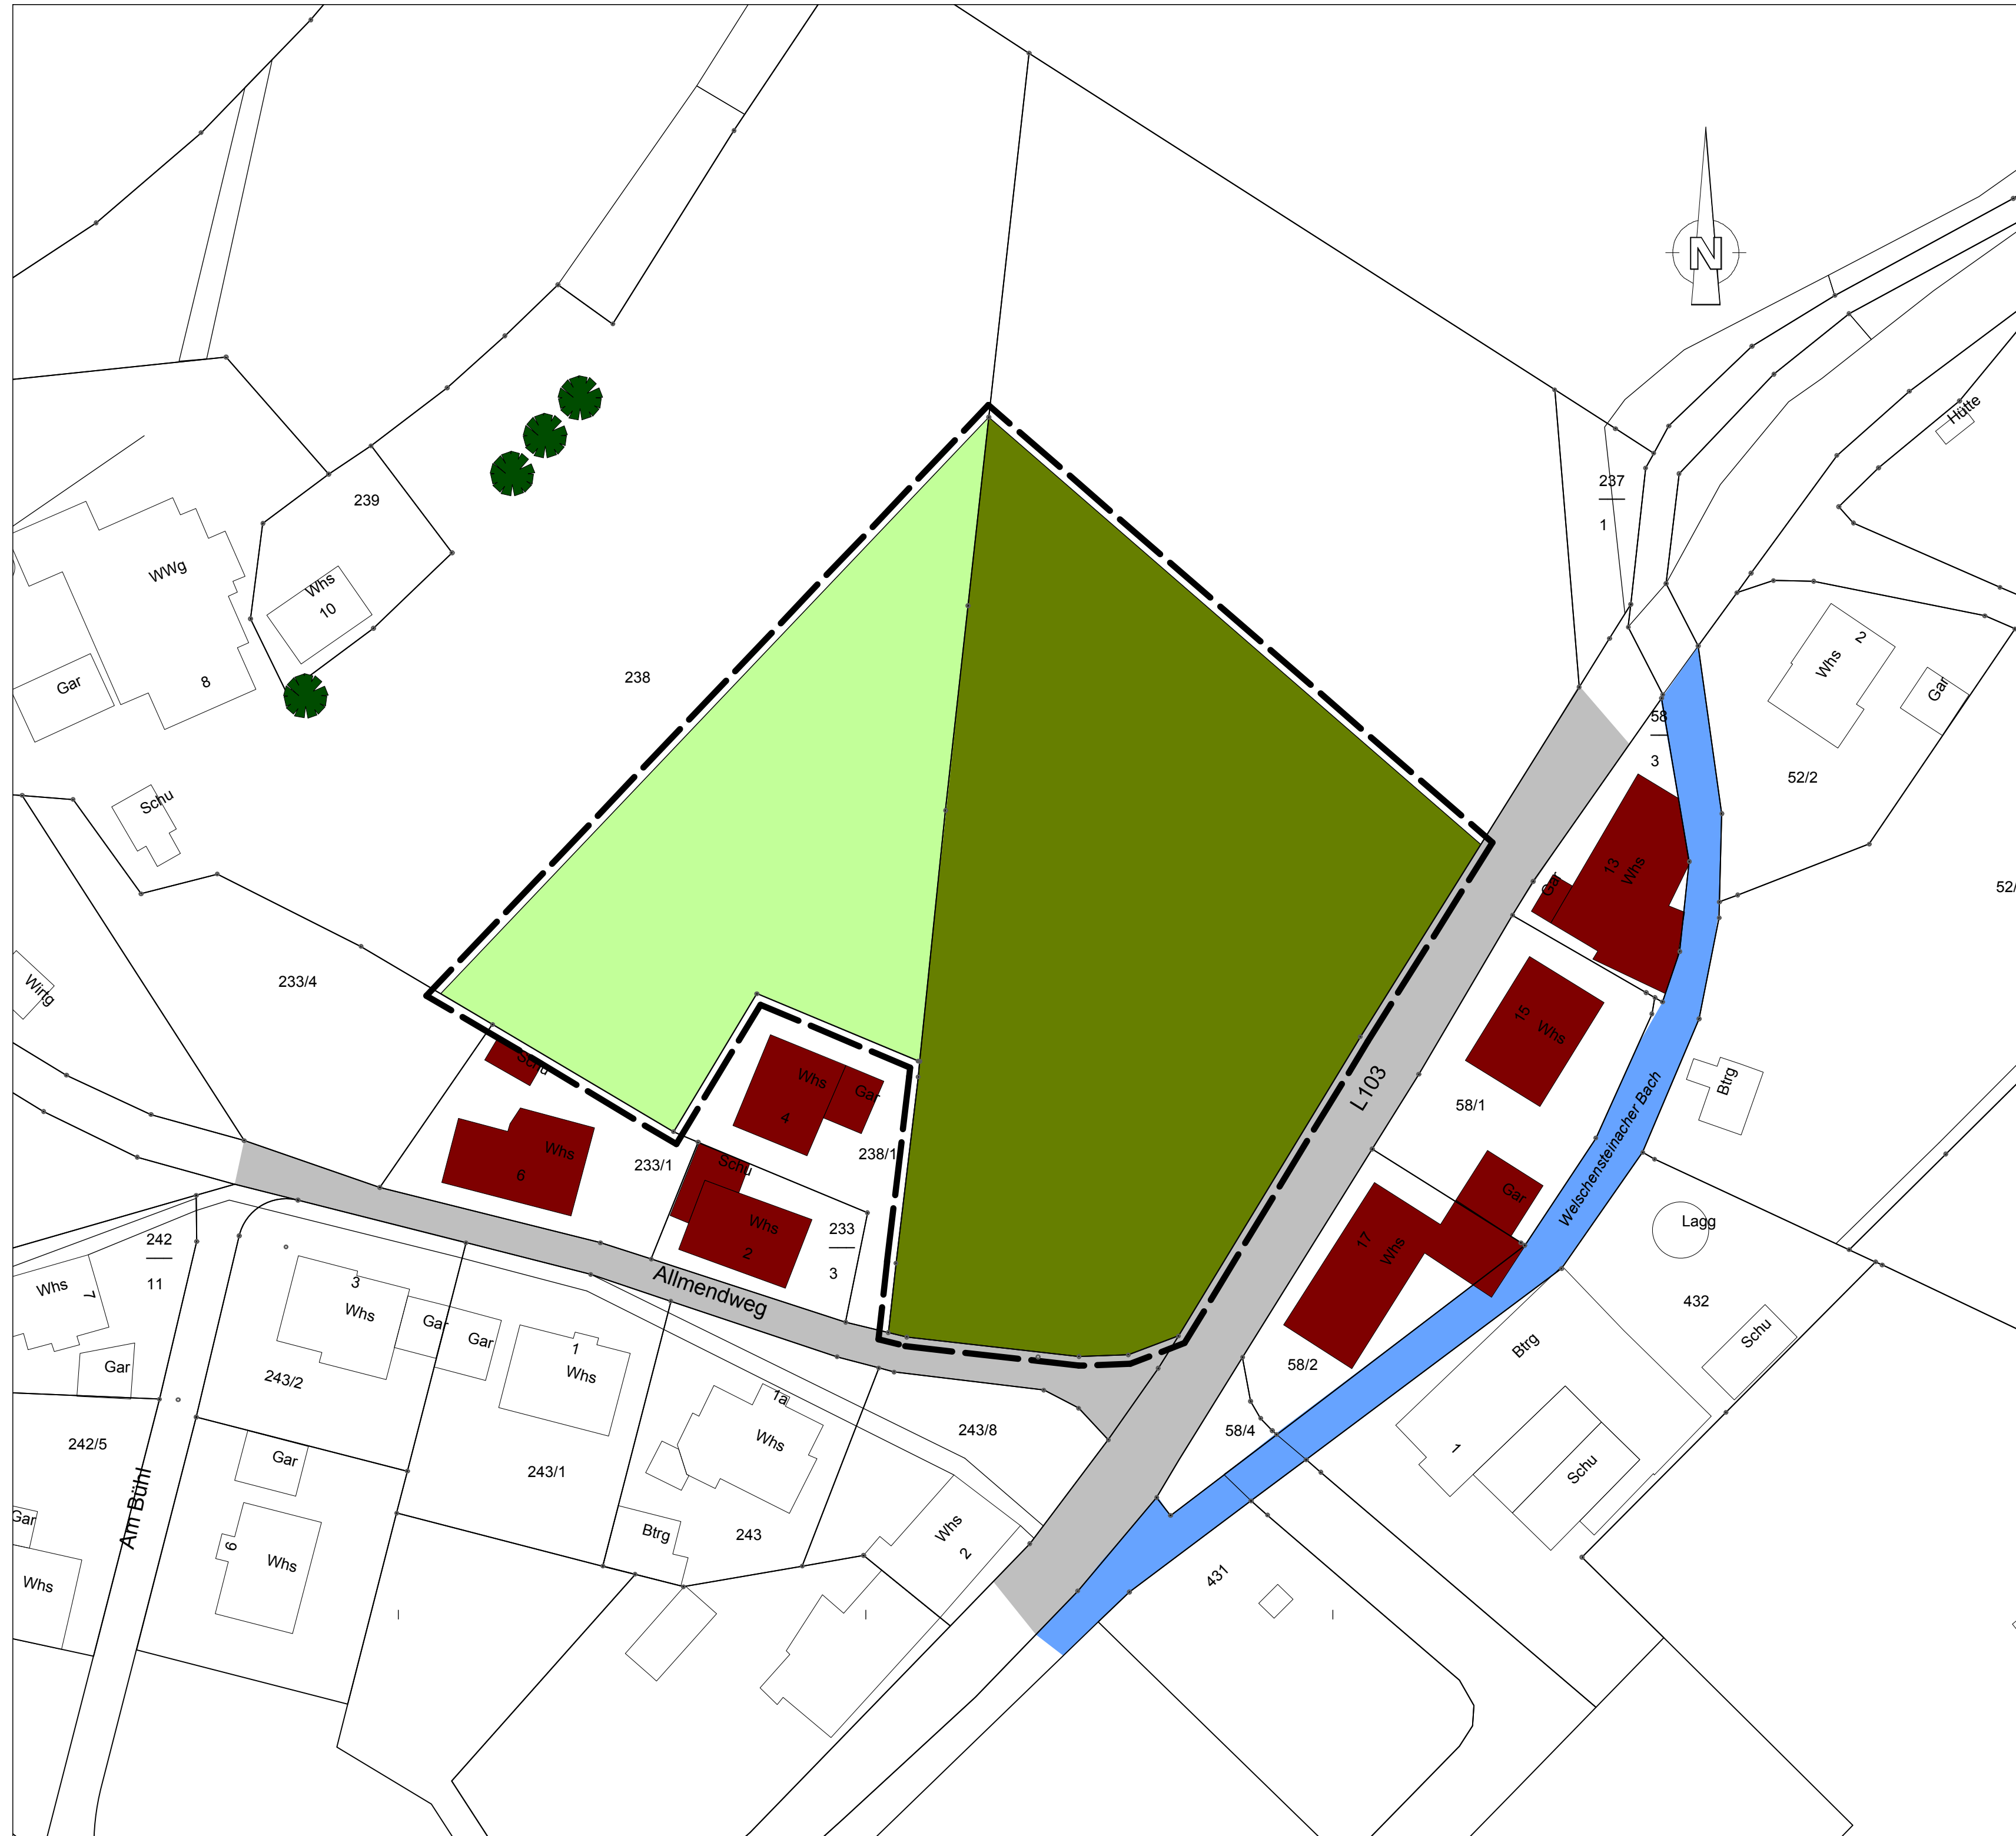 N
237
1
Hütte
239
WWg
8
Whs
10
Gar
238
58
3
Whs
2
Gar
52/2
Schu
13
Whs
Gar
52/
233/4
Wirtg
15
Whs
Schu
Whs
4
Gar
L103
58/1
Btrg
Welschensteinacher Bach
Whs
6
233/1
238/1
Schu
Whs
2
233
3
Gar
17
Whs
Lagg
432
242
11
Whs
7
3
Whs
Gar
Gar
Allmendweg
Schu
Btrg
Gar
243/2
1
Whs
58/2
1a
Whs
243/8
58/4
242/5
Gar
243/1
1
Schu
Am Bühl
Gar
Btrg
243
Whs
2
9
Whs
Whs
431